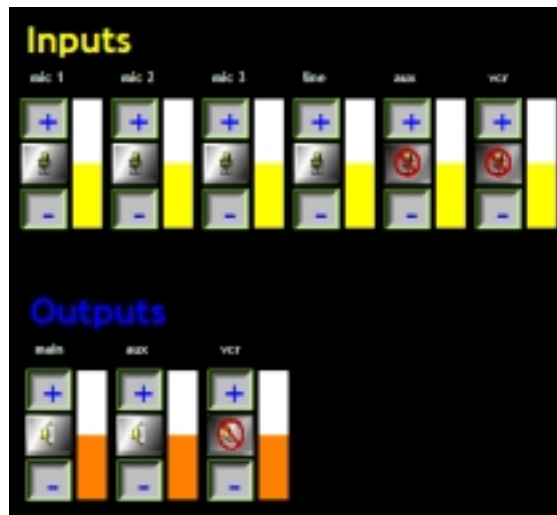 Inputs
mic 1 mic 2 mic 3 line aux vcr
+ + + + + +
- - - - - -
Outputs
main aux vcr
+ + +
- - -